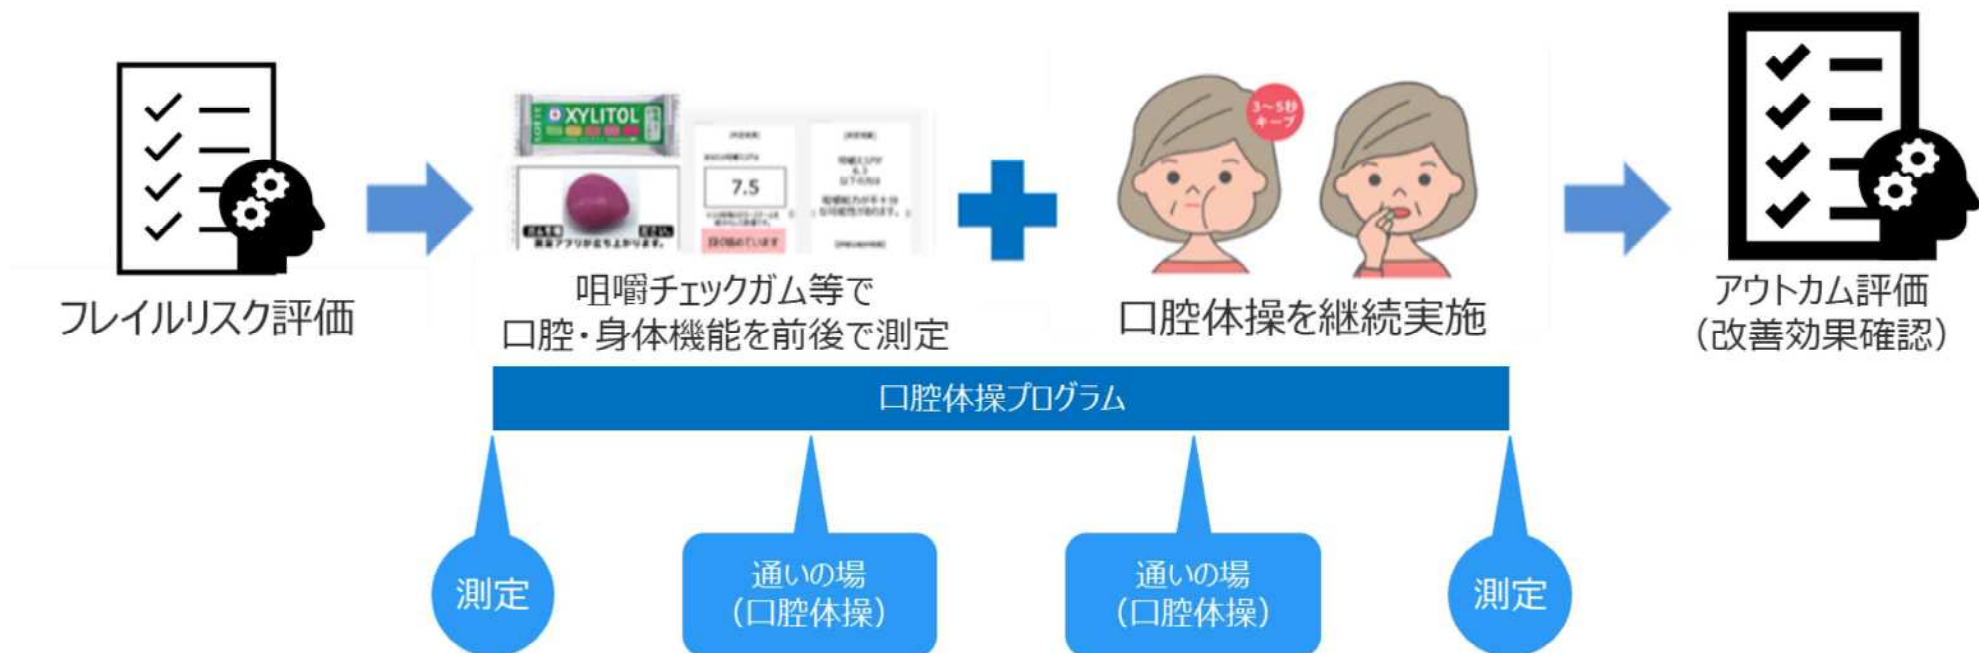 LOTTE
XYLITOL
7.5
3〜5秒
キープ
フレイルリスク評価
咀嚼チェックガム等で
口腔・身体機能を前後で測定
口腔体操を継続実施
アウトカム評価
（改善効果確認）
口腔体操プログラム
測定
通いの場
（口腔体操）
通いの場
（口腔体操）
測定